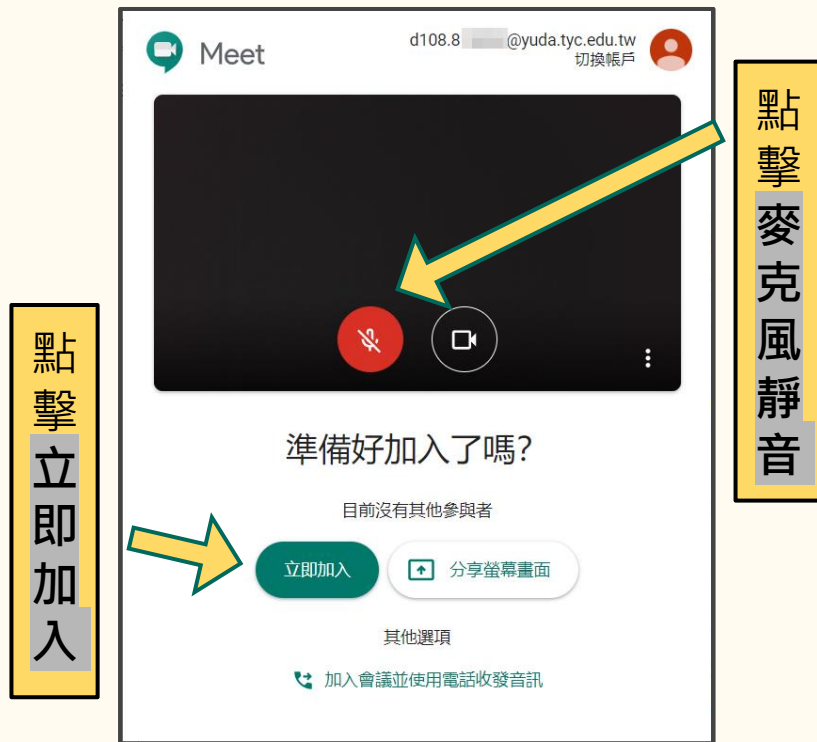 Meet
d108.8 @yuda.tyc.edu.tw
切換帳戶
點擊麥克風靜音
點擊立即加入
準備好加入了嗎?
目前沒有其他參與者
立即加入
分享螢幕畫面
其他選項
加入會議並使用電話收發音訊